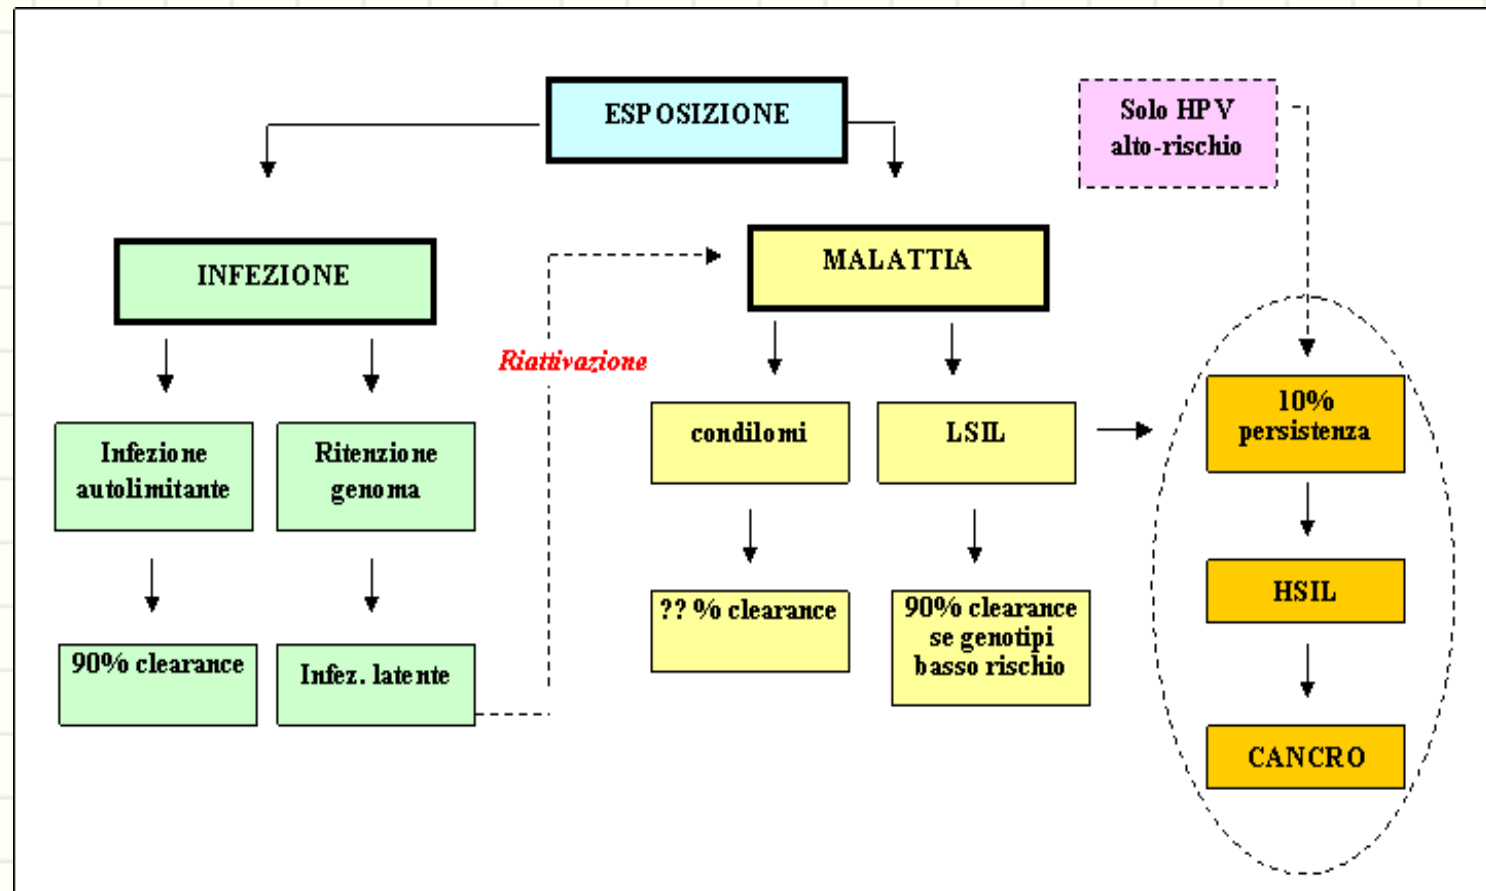 ESPOSIZIONE
Solo HPV
alto-rischio
INFEZIONE
MALATTIA
Riattivazione
Infezione
autolimitante
Ritenzione
genoma
condilomi
LSIL
10%
persistenza
90% clearance
Infez. latente
?? % clearance
90% clearance
se genotipi
basso rischio
HSIL
CANCRO